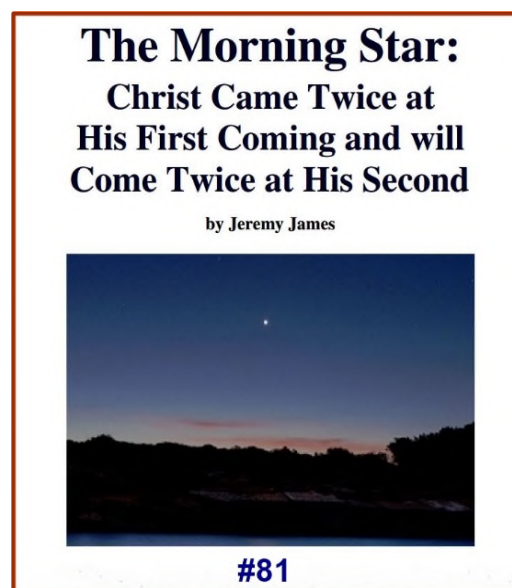 The Morning Star:
Christ Came Twice at
His First Coming and will
Come Twice at His Second
by Jeremy James
#81